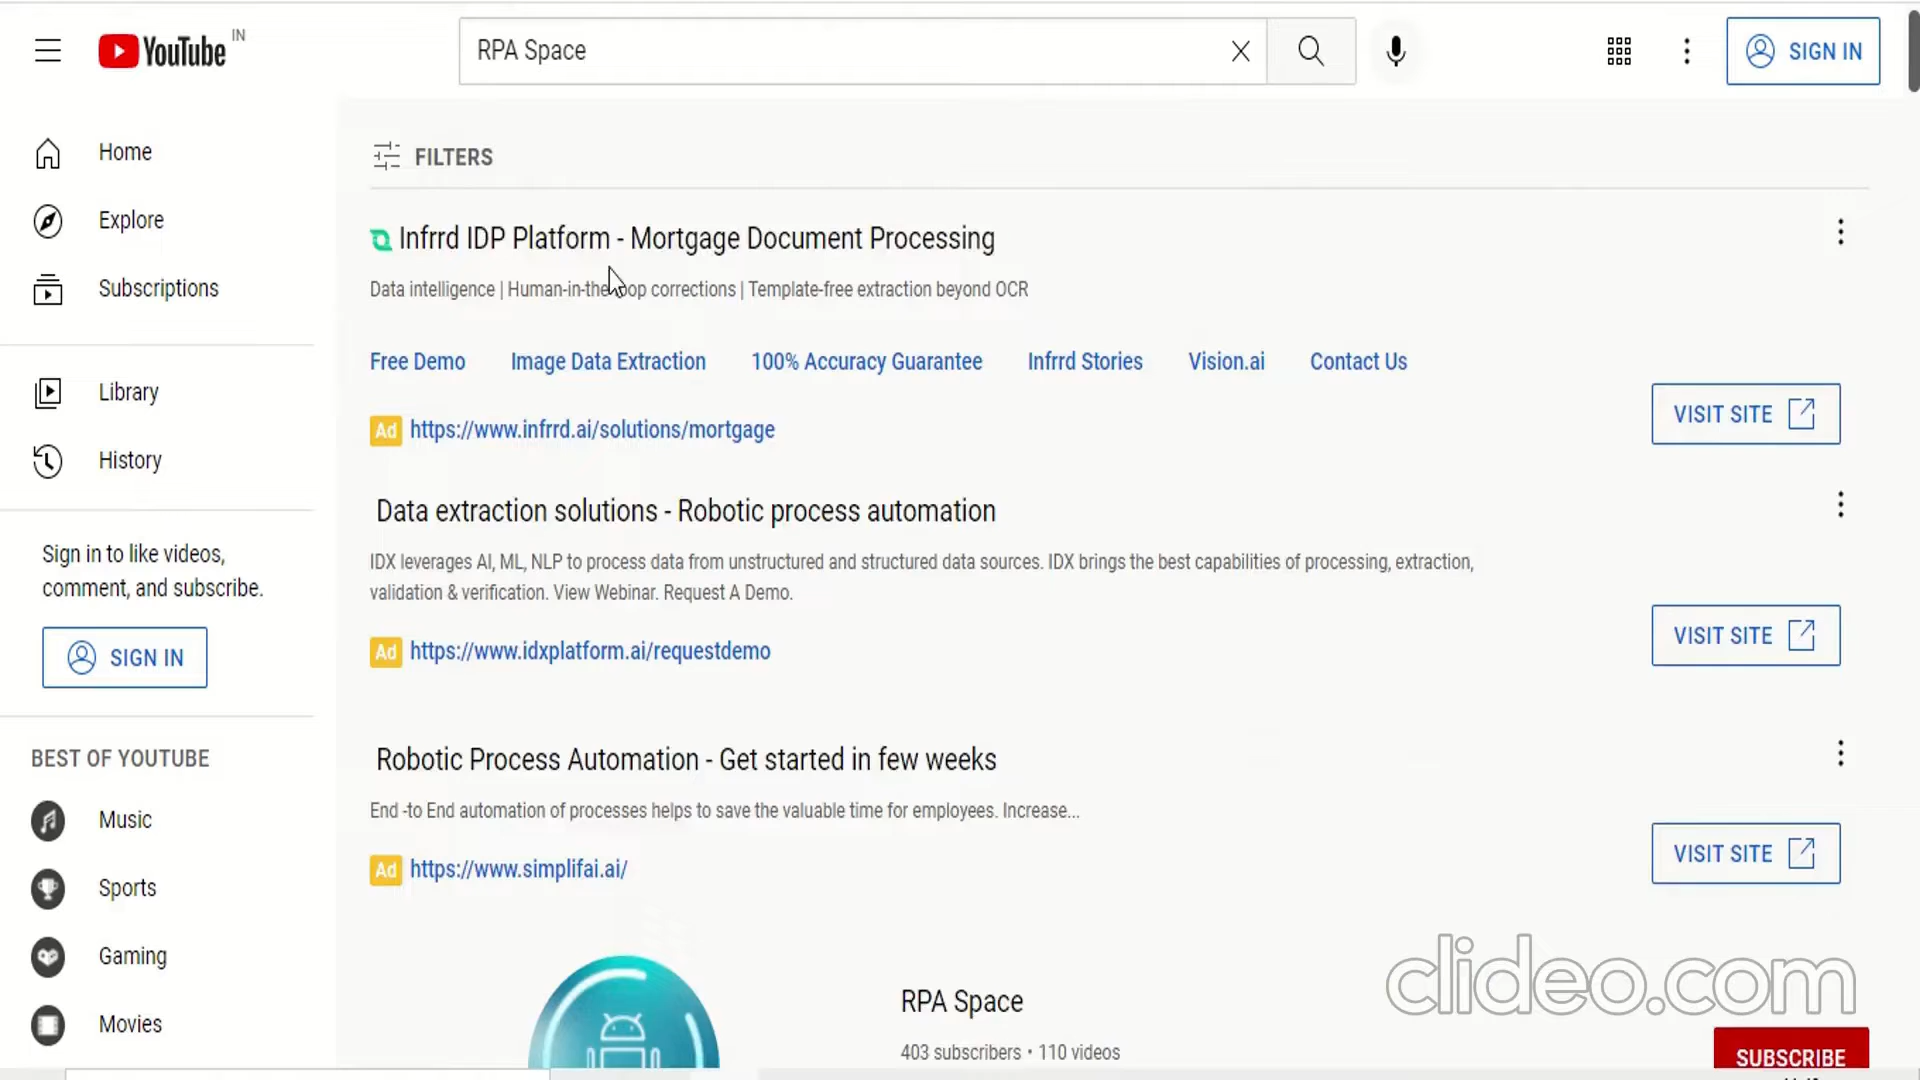 YouTube IN
RPA Space
SIGN IN
Home
Explore
Subscriptions
Library
History
Sign in to like videos,
comment, and subscribe.
SIGN IN
BEST OF YOUTUBE
Music
Sports
Gaming
Movies
FILTERS
Infrrd IDP Platform - Mortgage Document Processing
Data intelligence | Human-in-the-loop corrections | Template-free extraction beyond OCR
Free Demo Image Data Extraction 100% Accuracy Guarantee Infrrd Stories Vision.ai Contact Us
Ad https://www.infrrd.ai/solutions/mortgage
VISIT SITE
Data extraction solutions - Robotic process automation
IDX leverages AI, ML, NLP to process data from unstructured and structured data sources. IDX brings the best capabilities of processing, extraction,
validation & verification. View Webinar. Request A Demo.
Ad https://www.idxplatform.ai/requestdemo
VISIT SITE
Robotic Process Automation - Get started in few weeks
End -to End automation of processes helps to save the valuable time for employees. Increase...
Ad https://www.simplifai.ai/
VISIT SITE
RPA Space
403 subscribers • 110 videos
SUBSCRIBE
clideo.com